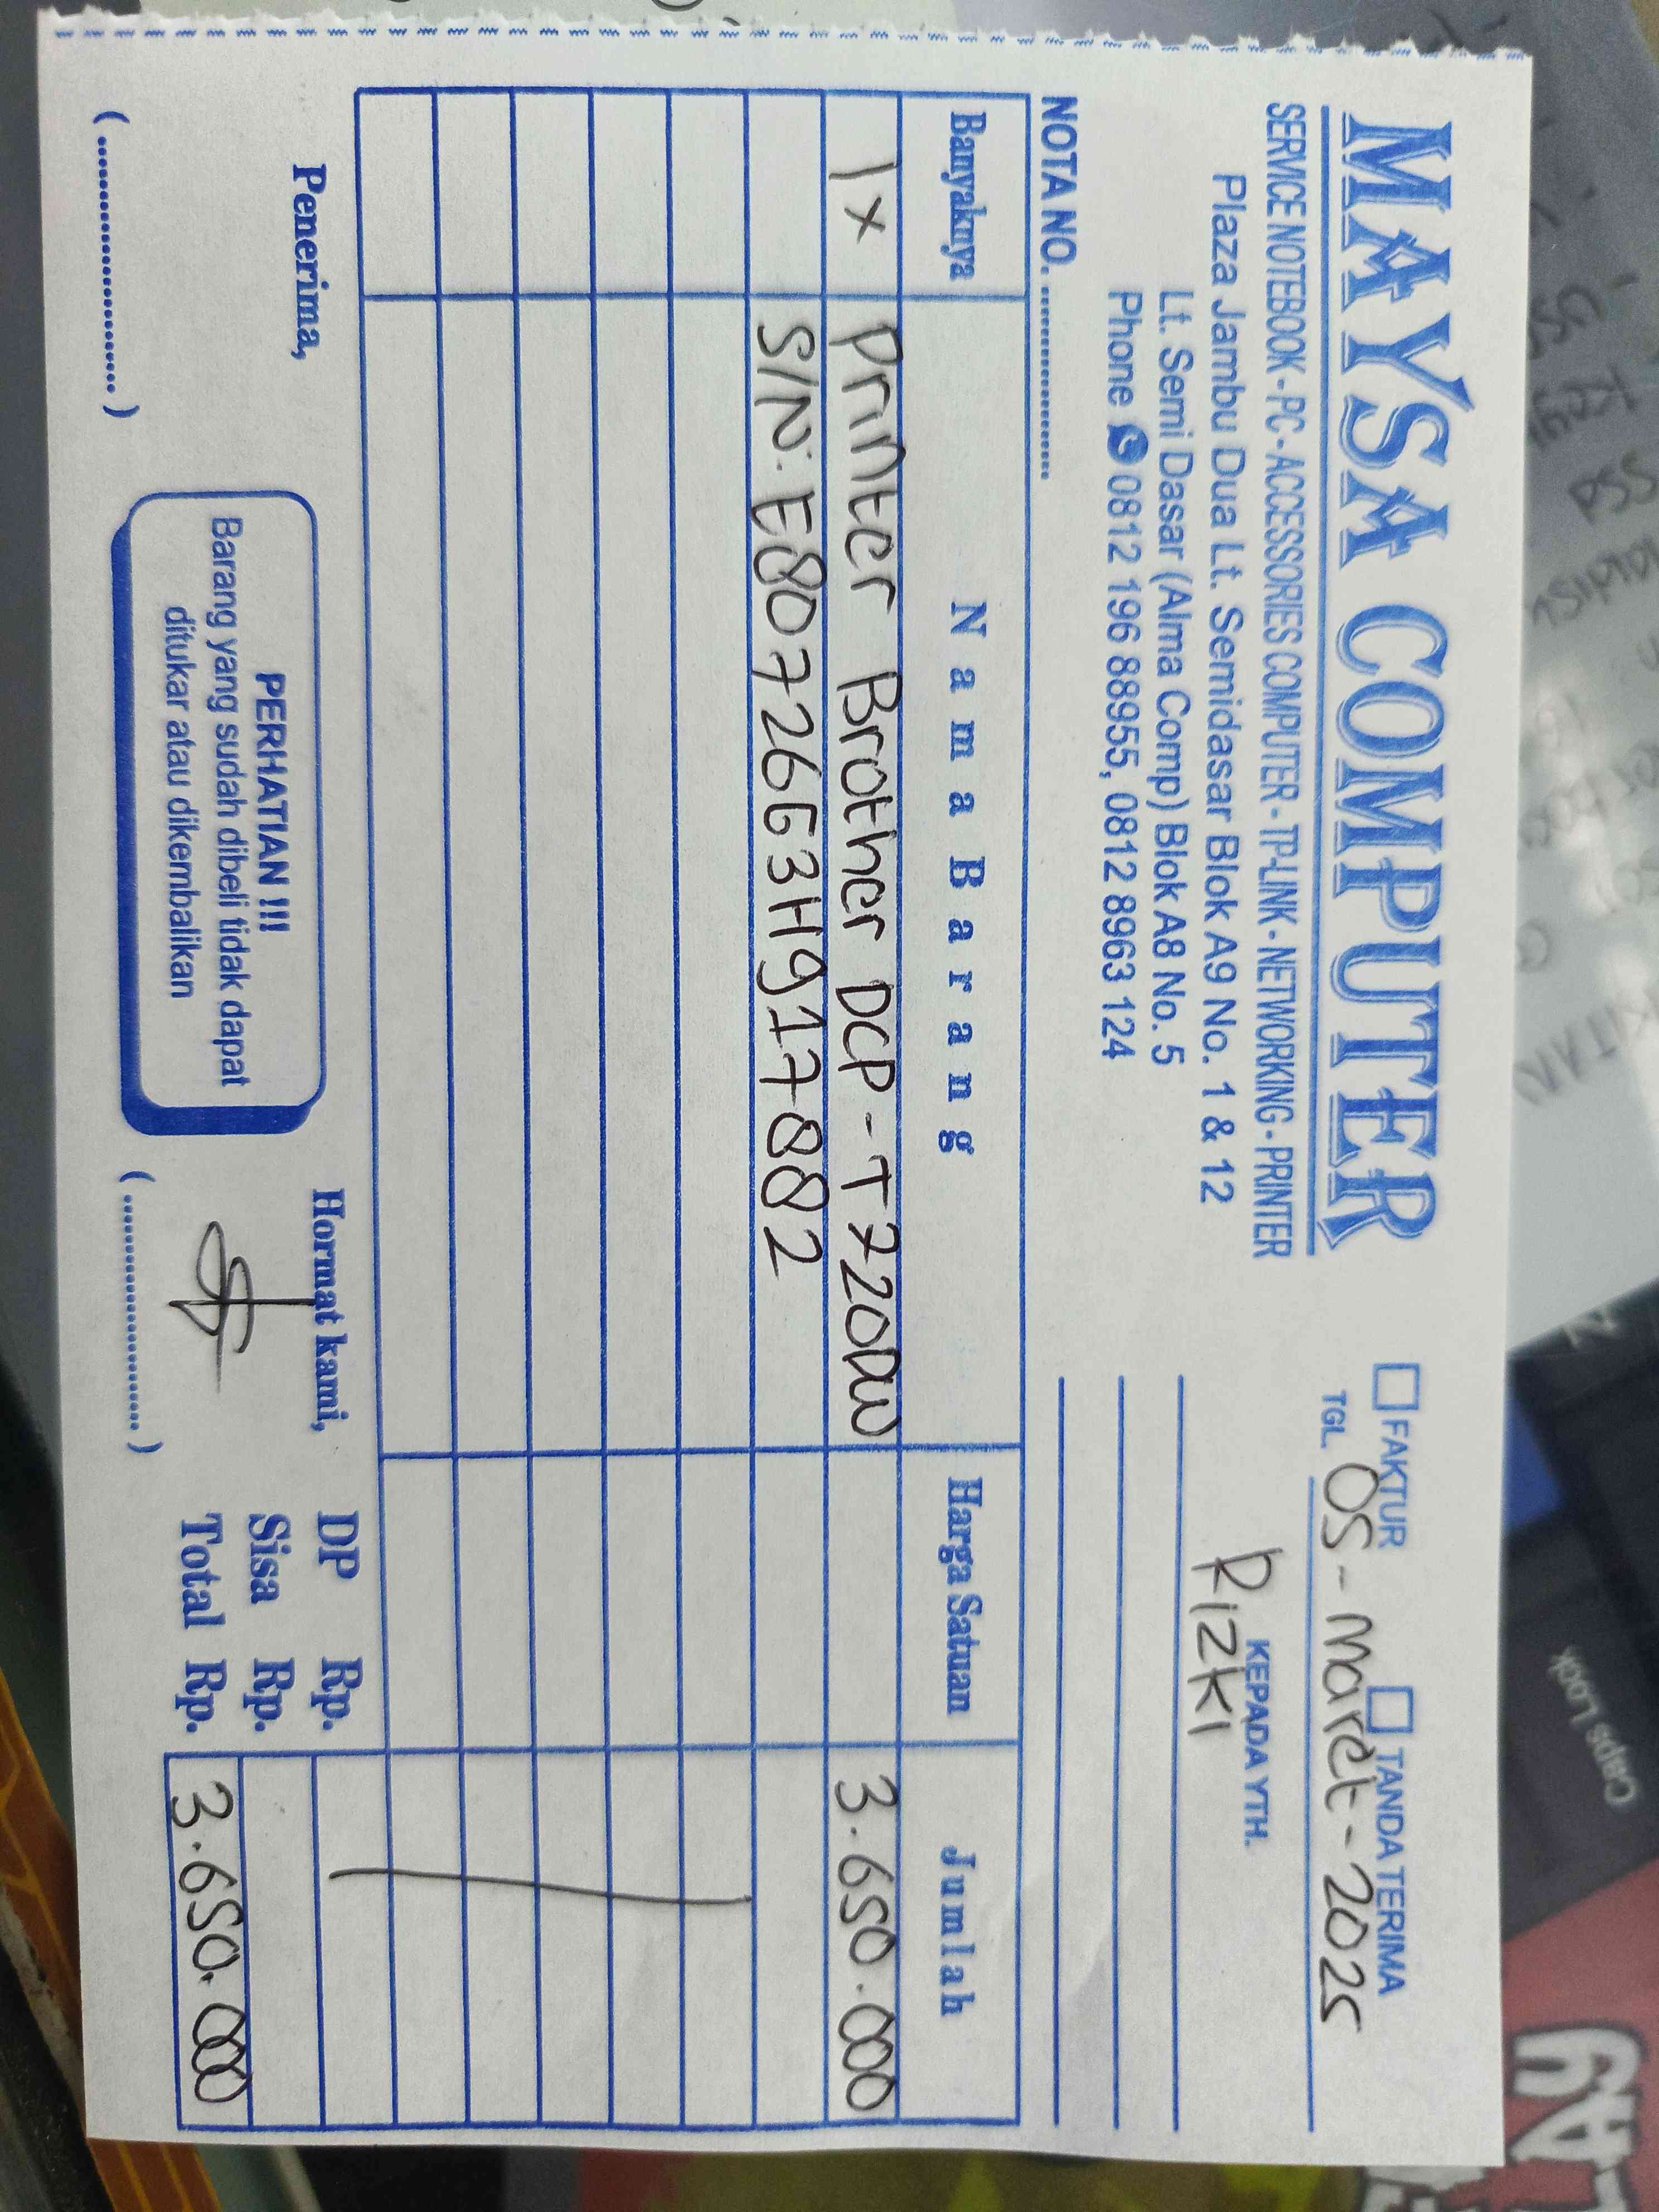 MAYSA COMPUTER
SERVICE NOTEBOOK - PC - ACCESSORIES COMPUTER - TP-LINK - NETWORKING - PRINTER
Plaza Jambu Dua Lt. Semidasar Blok A9 No. 1 & 12
Lt. Semi Dasar (Alma Comp) Blok A8 No. 5
Phone 0812 196 88955, 0812 8963 124
FAKTUR TANDA TERIMA
TGL. 05 - Maret - 2025
KEPADA YTH.
Rizki
NOTA NO. ................
Banyaknya Nama Barang Harga Satuan Jumlah
1x Printer Brother DCP-T720DW 3.650.000
S/N: E80726G3H917882
Penerima,
(........................)
PERHATIAN !!!
Barang yang sudah dibeli tidak dapat
ditukar atau dikembalikan
Hormat kami,
(........................)
DP Rp.
Sisa Rp.
Total Rp. 3.650.000
Caps Lock